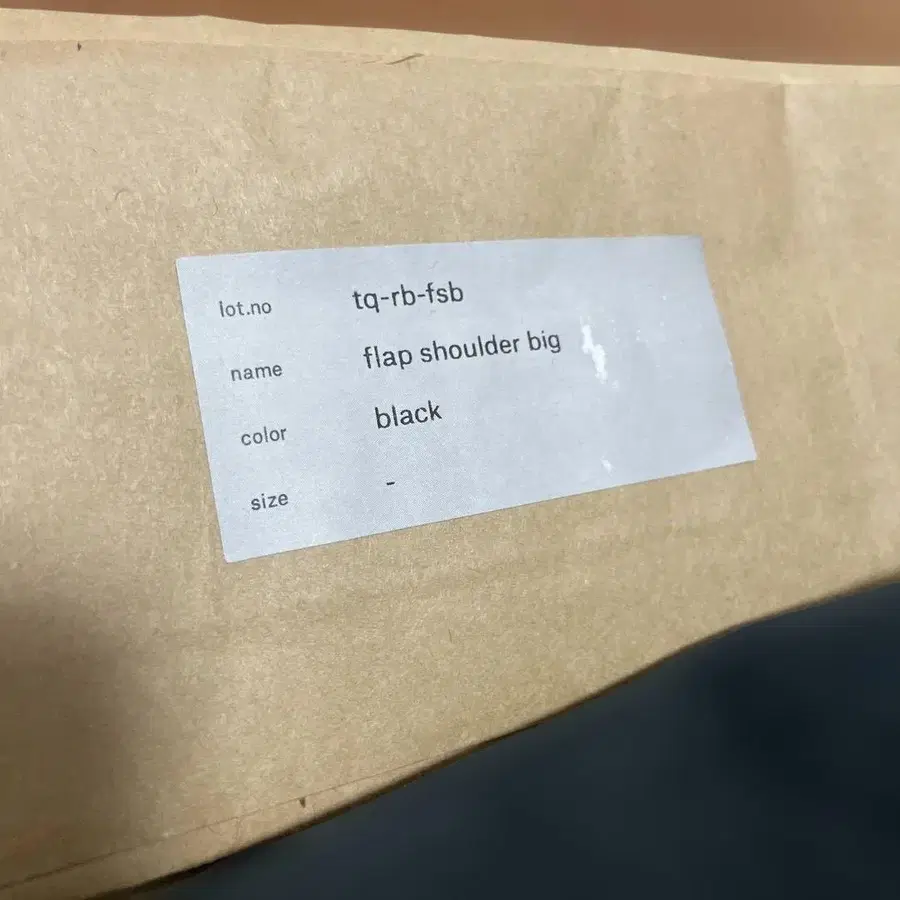 lot.no tq-rb-fsb
name flap shoulder big
color black
size -